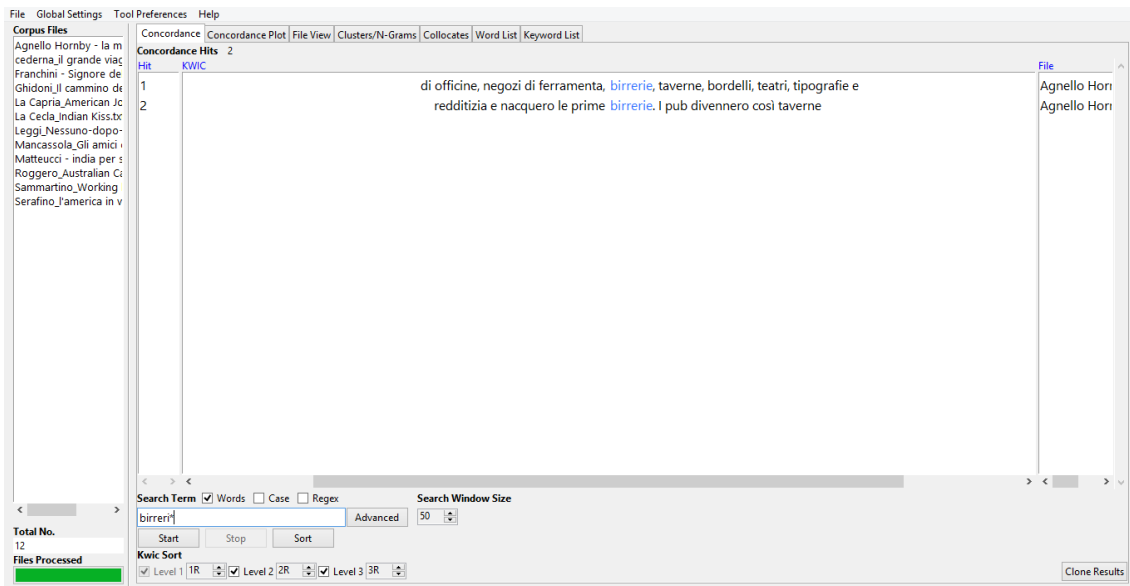 File Global Settings Tool Preferences Help
Corpus Files
Agnello Hornby - la m
cederna_il grande viag
Franchini - Signore de
Ghidoni_Il cammino de
La Capria_American Jo
La Cecla_Indian Kiss.tx
Leggi_Nessuno-dopo-
Mancassola_Gli amici
Matteucci - india per s
Roggero_Australian Ca
Sammartino_Working
Serafino_l'america in v
Total No.
12
Files Processed
Concordance Concordance Plot File View Clusters/N-Grams Collocates Word List Keyword List
Concordance Hits 2
Hit KWIC File
1 di officine, negozi di ferramenta, birrerie, taverne, bordelli, teatri, tipografie e Agnello Horn
2 redditizia e nacquero le prime birrerie. I pub divennero così taverne Agnello Horn
Search Term Words Case Regex Search Window Size
birreri* Advanced 50
Start Stop Sort
Kwic Sort
Level 1 1R Level 2 2R Level 3 3R Clone Results